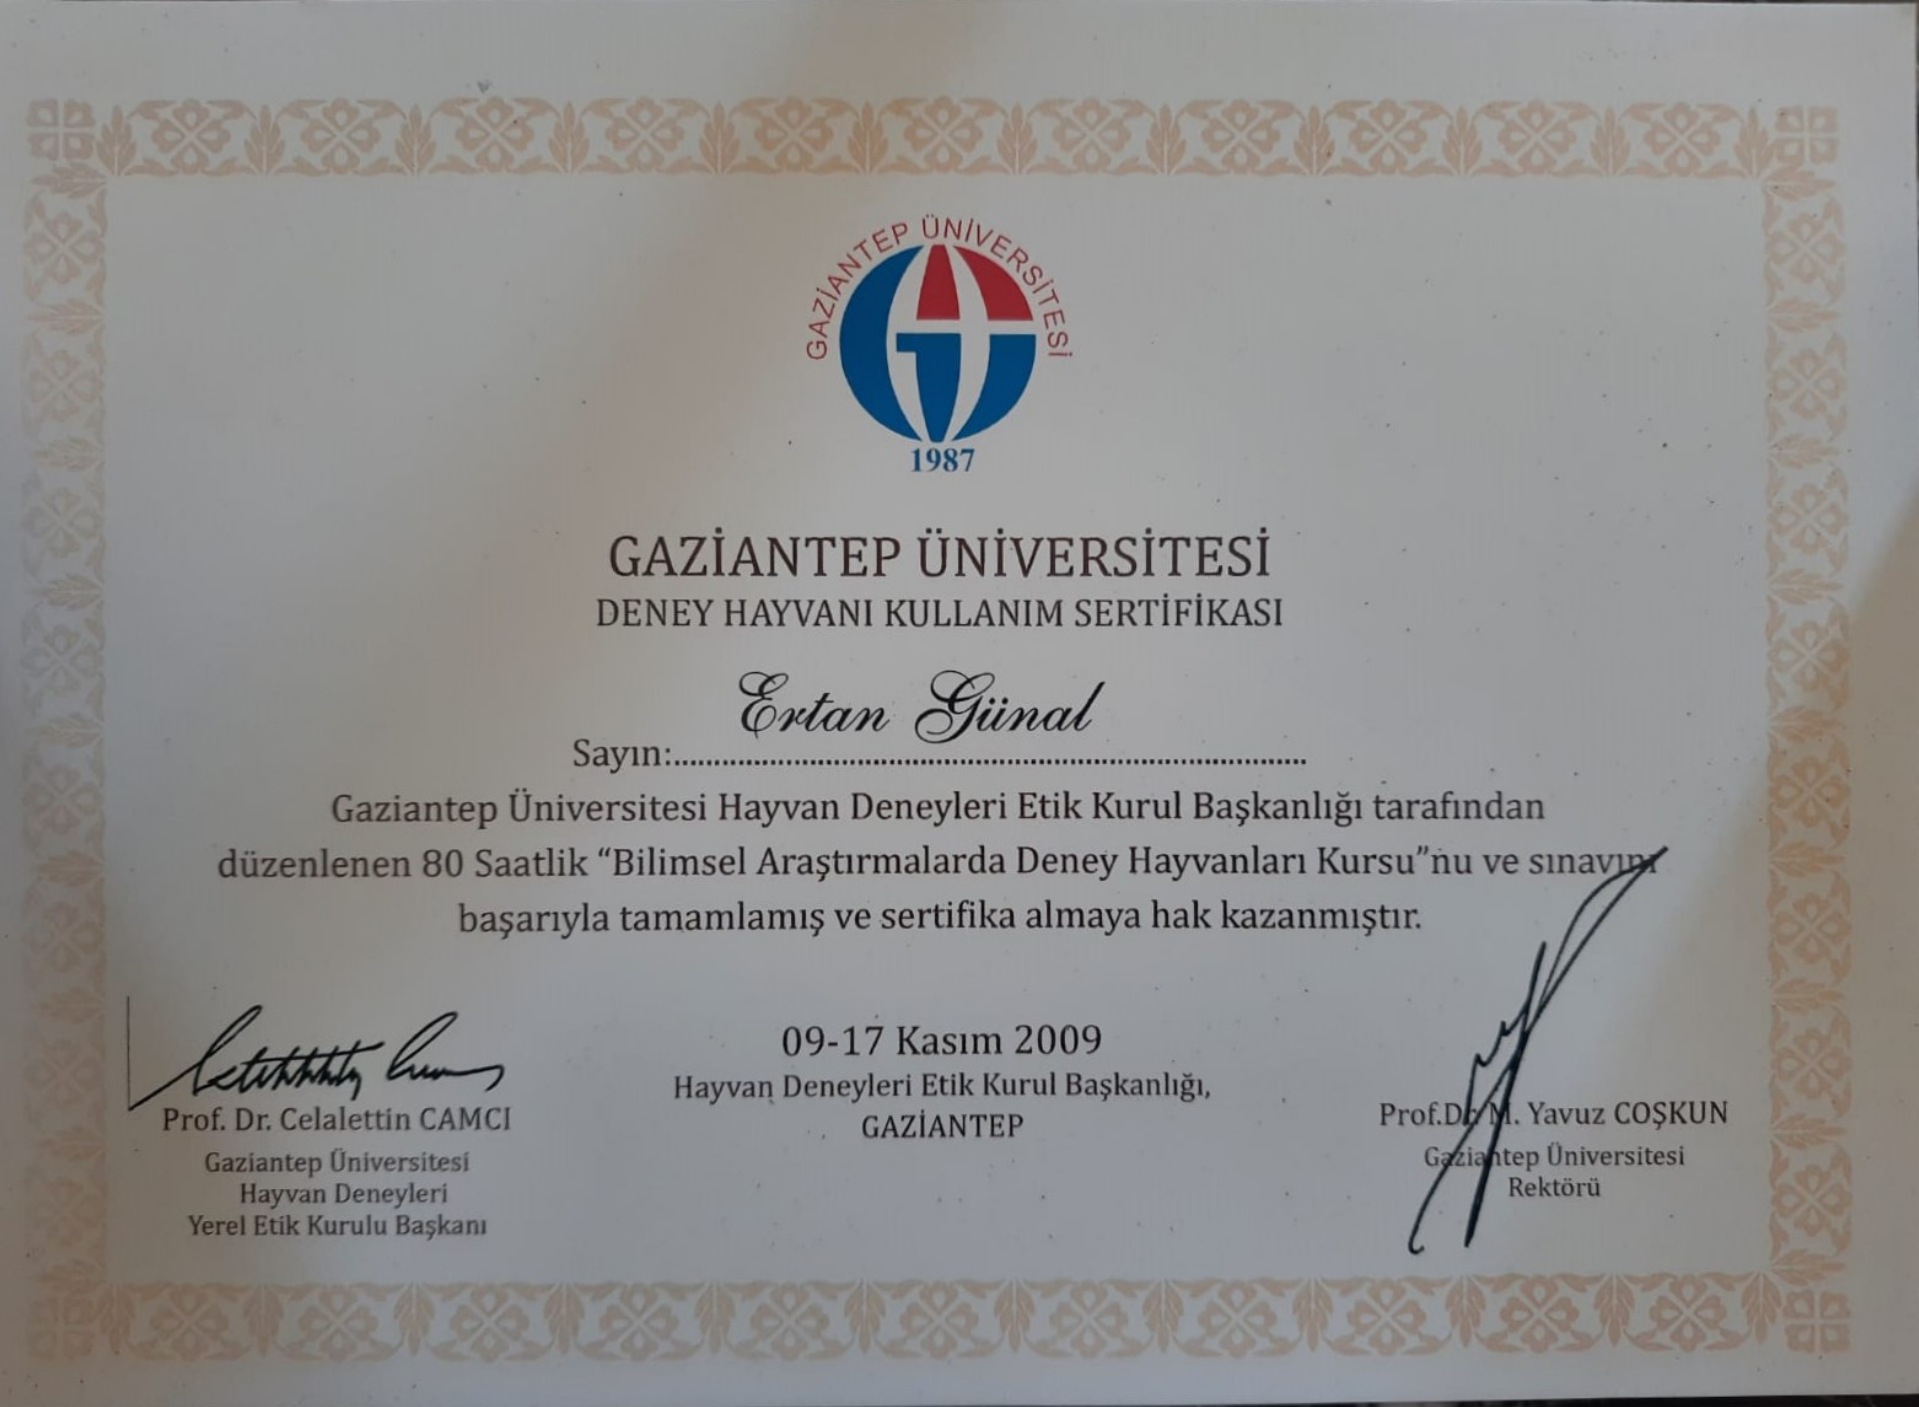 GAZİANTEP ÜNİVERSİTESİ
1987
GAZİANTEP ÜNİVERSİTESİ
DENEY HAYVANI KULLANIM SERTİFİKASI
Ertan Günal
Sayın:..........................................................................................
Gaziantep Üniversitesi Hayvan Deneyleri Etik Kurul Başkanlığı tarafından
düzenlenen 80 Saatlik “Bilimsel Araştırmalarda Deney Hayvanları Kursu”nu ve sınavını
başarıyla tamamlamış ve sertifika almaya hak kazanmıştır.
09-17 Kasım 2009
Hayvan Deneyleri Etik Kurul Başkanlığı,
GAZİANTEP
Prof. Dr. Celalettin CAMCI
Gaziantep Üniversitesi
Hayvan Deneyleri
Yerel Etik Kurulu Başkanı
Prof.Dr. M. Yavuz COŞKUN
Gaziantep Üniversitesi
Rektörü